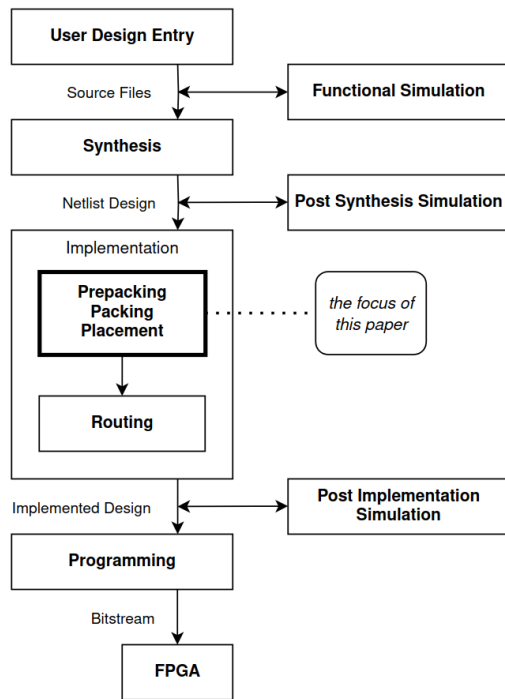 User Design Entry
Source Files
Functional Simulation
Synthesis
Netlist Design
Post Synthesis Simulation
Implementation
Prepacking
Packing
Placement
the focus of
this paper
Routing
Implemented Design
Post Implementation
Simulation
Programming
Bitstream
FPGA